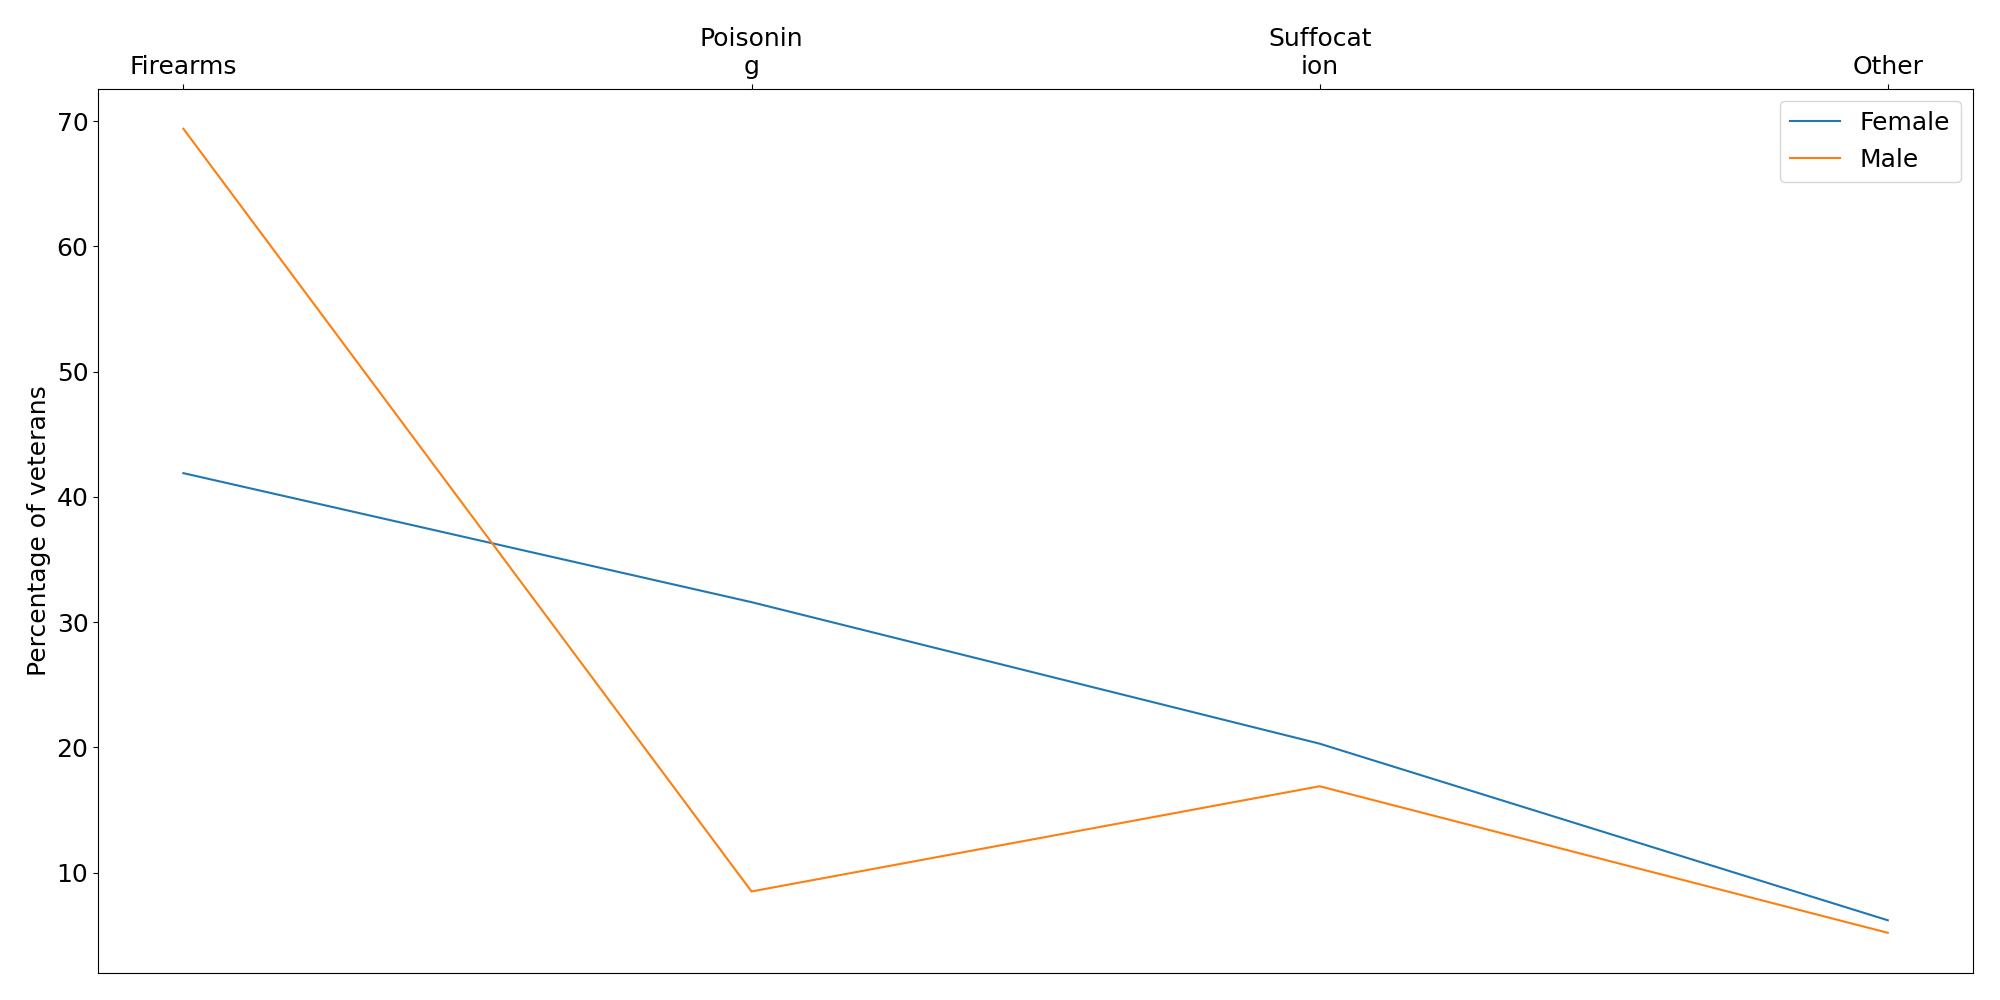 Firearms
Poisonin
g
Suffocat
ion
Other
Percentage of veterans
70
60
50
40
30
20
10
Female
Male